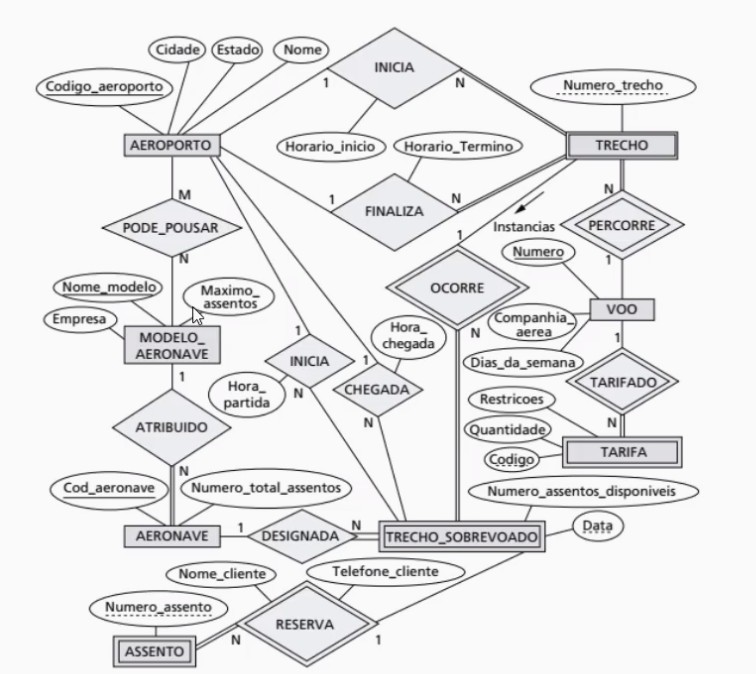 Cidade
Estado
Nome
Codigo_aeroporto
INICIA
1
N
Numero_trecho
AEROPORTO
Horario_inicio
Horario_Termino
TRECHO
M
1
FINALIZA
N
N
PODE_POUSAR
N
1
Instancias
PERCORRE
1
Numero
Nome_modelo
Maximo_
assentos
OCORRE
Empresa
MODELO_
AERONAVE
1
Hora_
chegada
N
Companhia_
aerea
VOO
1
1
INICIA
1
Dias_da_semana
Hora_
partida
N
CHEGADA
TARIFADO
ATRIBUIDO
N
Restricoes
N
Quantidade
TARIFA
Codigo
N
Cod_aeronave
Numero_total_assentos
Numero_assentos_disponiveis
AERONAVE
1
DESIGNADA
N
TRECHO_SOBREVOADO
Data
Nome_cliente
Telefone_cliente
Numero_assento
RESERVA
ASSENTO
N
1